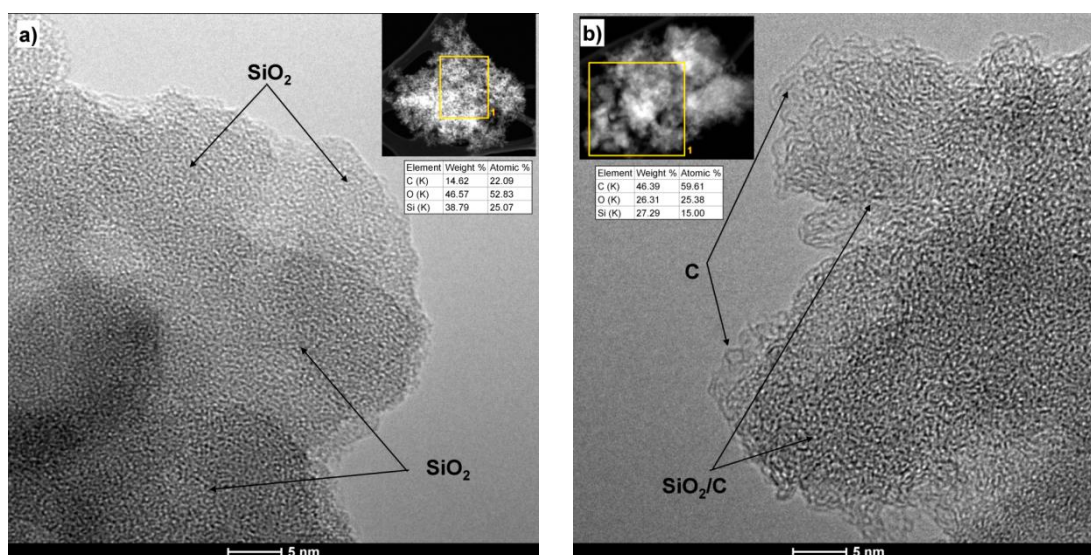 a)
SiO₂
1
Element Weight % Atomic %
C (K) 14.62 22.09
O (K) 46.57 52.83
Si (K) 38.79 25.07
SiO₂
5 nm
b)
1
Element Weight % Atomic %
C (K) 46.39 59.61
O (K) 26.31 25.38
Si (K) 27.29 15.00
C
SiO₂/C
5 nm